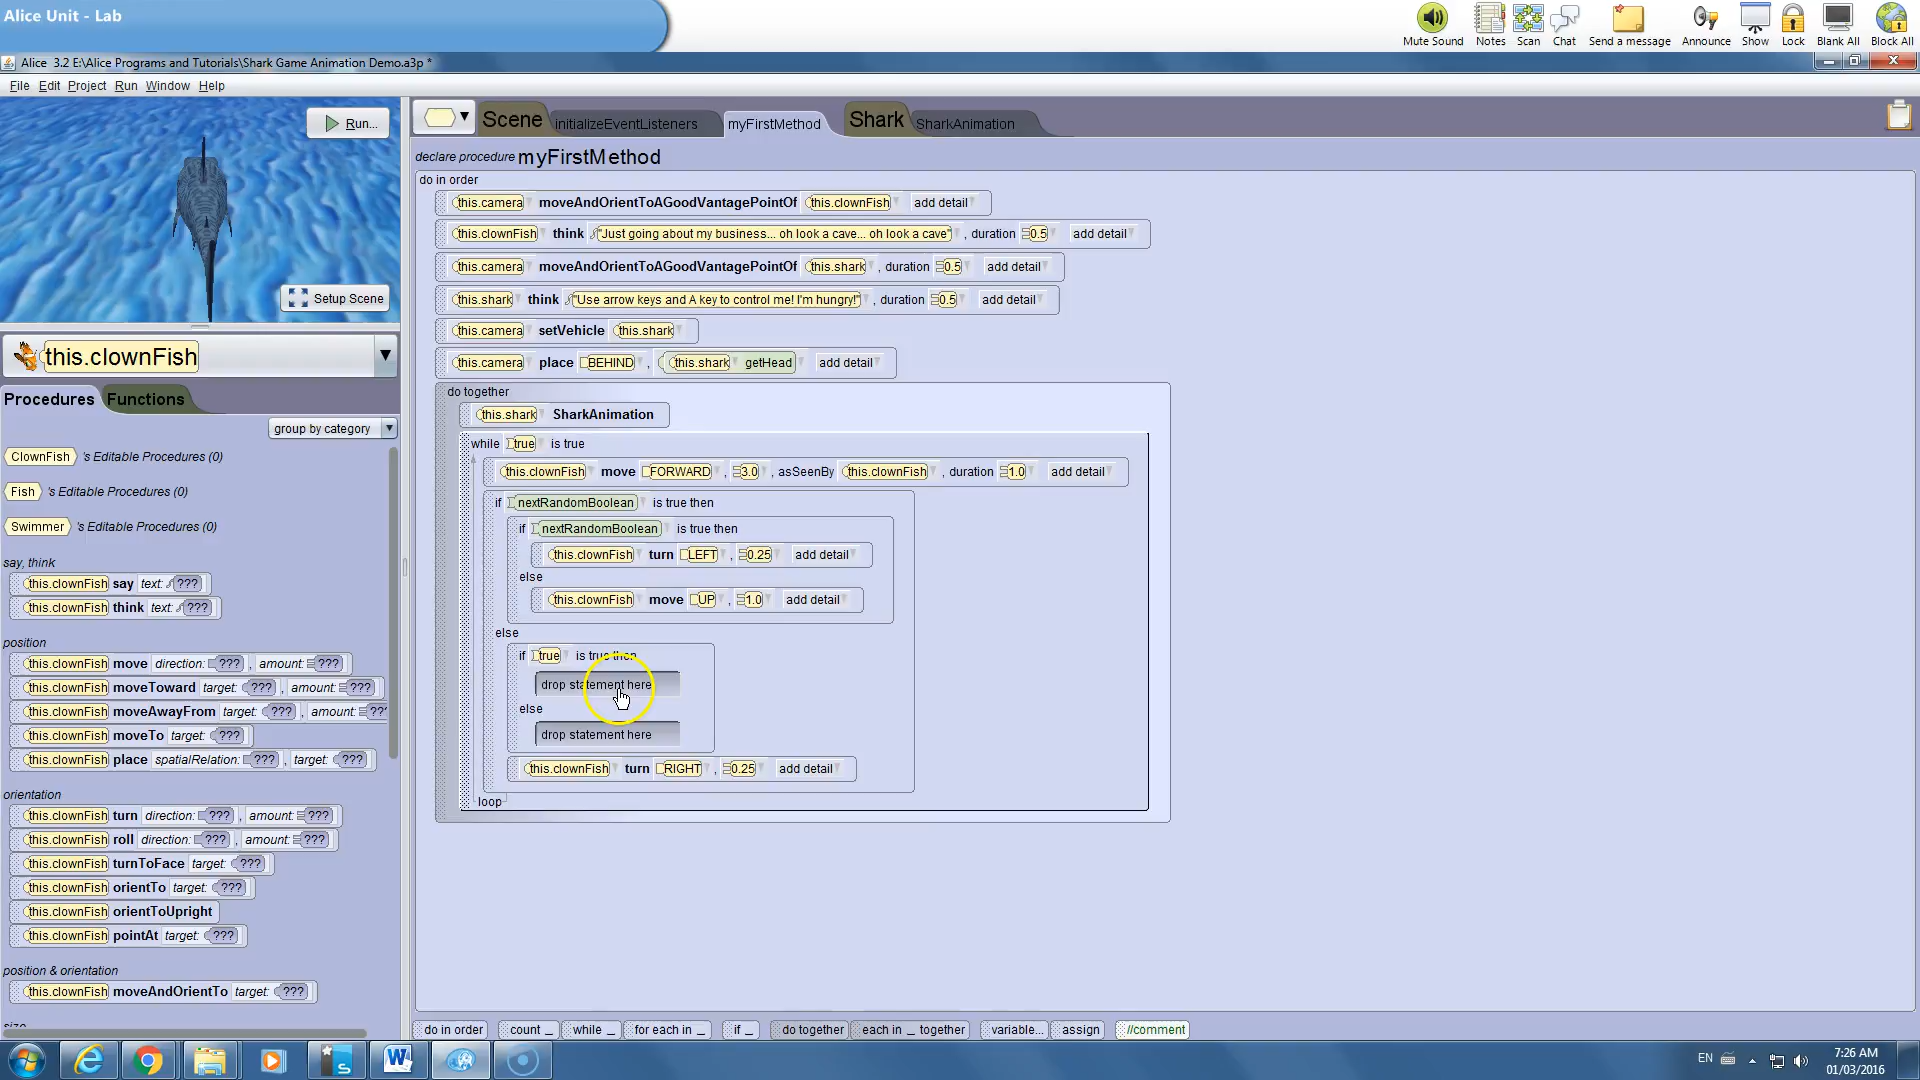 Alice Unit - Lab
Mute Sound Notes Scan Chat Send a message Announce Show Lock Blank All Block All
Alice 3.2 E:\Alice Programs and Tutorials\Shark Game Animation Demo.a3p *
File Edit Project Run Window Help
Run...
Setup Scene
this.clownFish
Procedures Functions
group by category
ClownFish 's Editable Procedures (0)
Fish 's Editable Procedures (0)
Swimmer 's Editable Procedures (0)
say, think
this.clownFish say text: ???
this.clownFish think text: ???
position
this.clownFish move direction: ??? , amount: ???
this.clownFish moveToward target: ??? , amount: ???
this.clownFish moveAwayFrom target: ??? , amount: ??
this.clownFish moveTo target: ???
this.clownFish place spatialRelation: ??? , target: ???
orientation
this.clownFish turn direction: ??? , amount: ???
this.clownFish roll direction: ??? , amount: ???
this.clownFish turnToFace target: ???
this.clownFish orientTo target: ???
this.clownFish orientToUpright
this.clownFish pointAt target: ???
position & orientation
this.clownFish moveAndOrientTo target: ???
Scene initializeEventListeners myFirstMethod Shark SharkAnimation
declare procedure myFirstMethod
do in order
this.camera moveAndOrientToAGoodVantagePointOf this.clownFish add detail
this.clownFish think "Just going about my business... oh look a cave... oh look a cave" , duration 0.5 add detail
this.camera moveAndOrientToAGoodVantagePointOf this.shark , duration 0.5 add detail
this.shark think "Use arrow keys and A key to control me! I'm hungry!" , duration 0.5 add detail
this.camera setVehicle this.shark
this.camera place BEHIND , this.shark getHead add detail
do together
this.shark SharkAnimation
while true is true
this.clownFish move FORWARD , 3.0 , asSeenBy this.clownFish , duration 1.0 add detail
if nextRandomBoolean is true then
if nextRandomBoolean is true then
this.clownFish turn LEFT , 0.25 add detail
else
this.clownFish move UP , 1.0 add detail
else
if true is true then
drop statement here
else
drop statement here
this.clownFish turn RIGHT , 0.25 add detail
loop
do in order count _ while _ for each in _ if _ do together each in _ together variable... assign //comment
EN
7:26 AM
01/03/2016